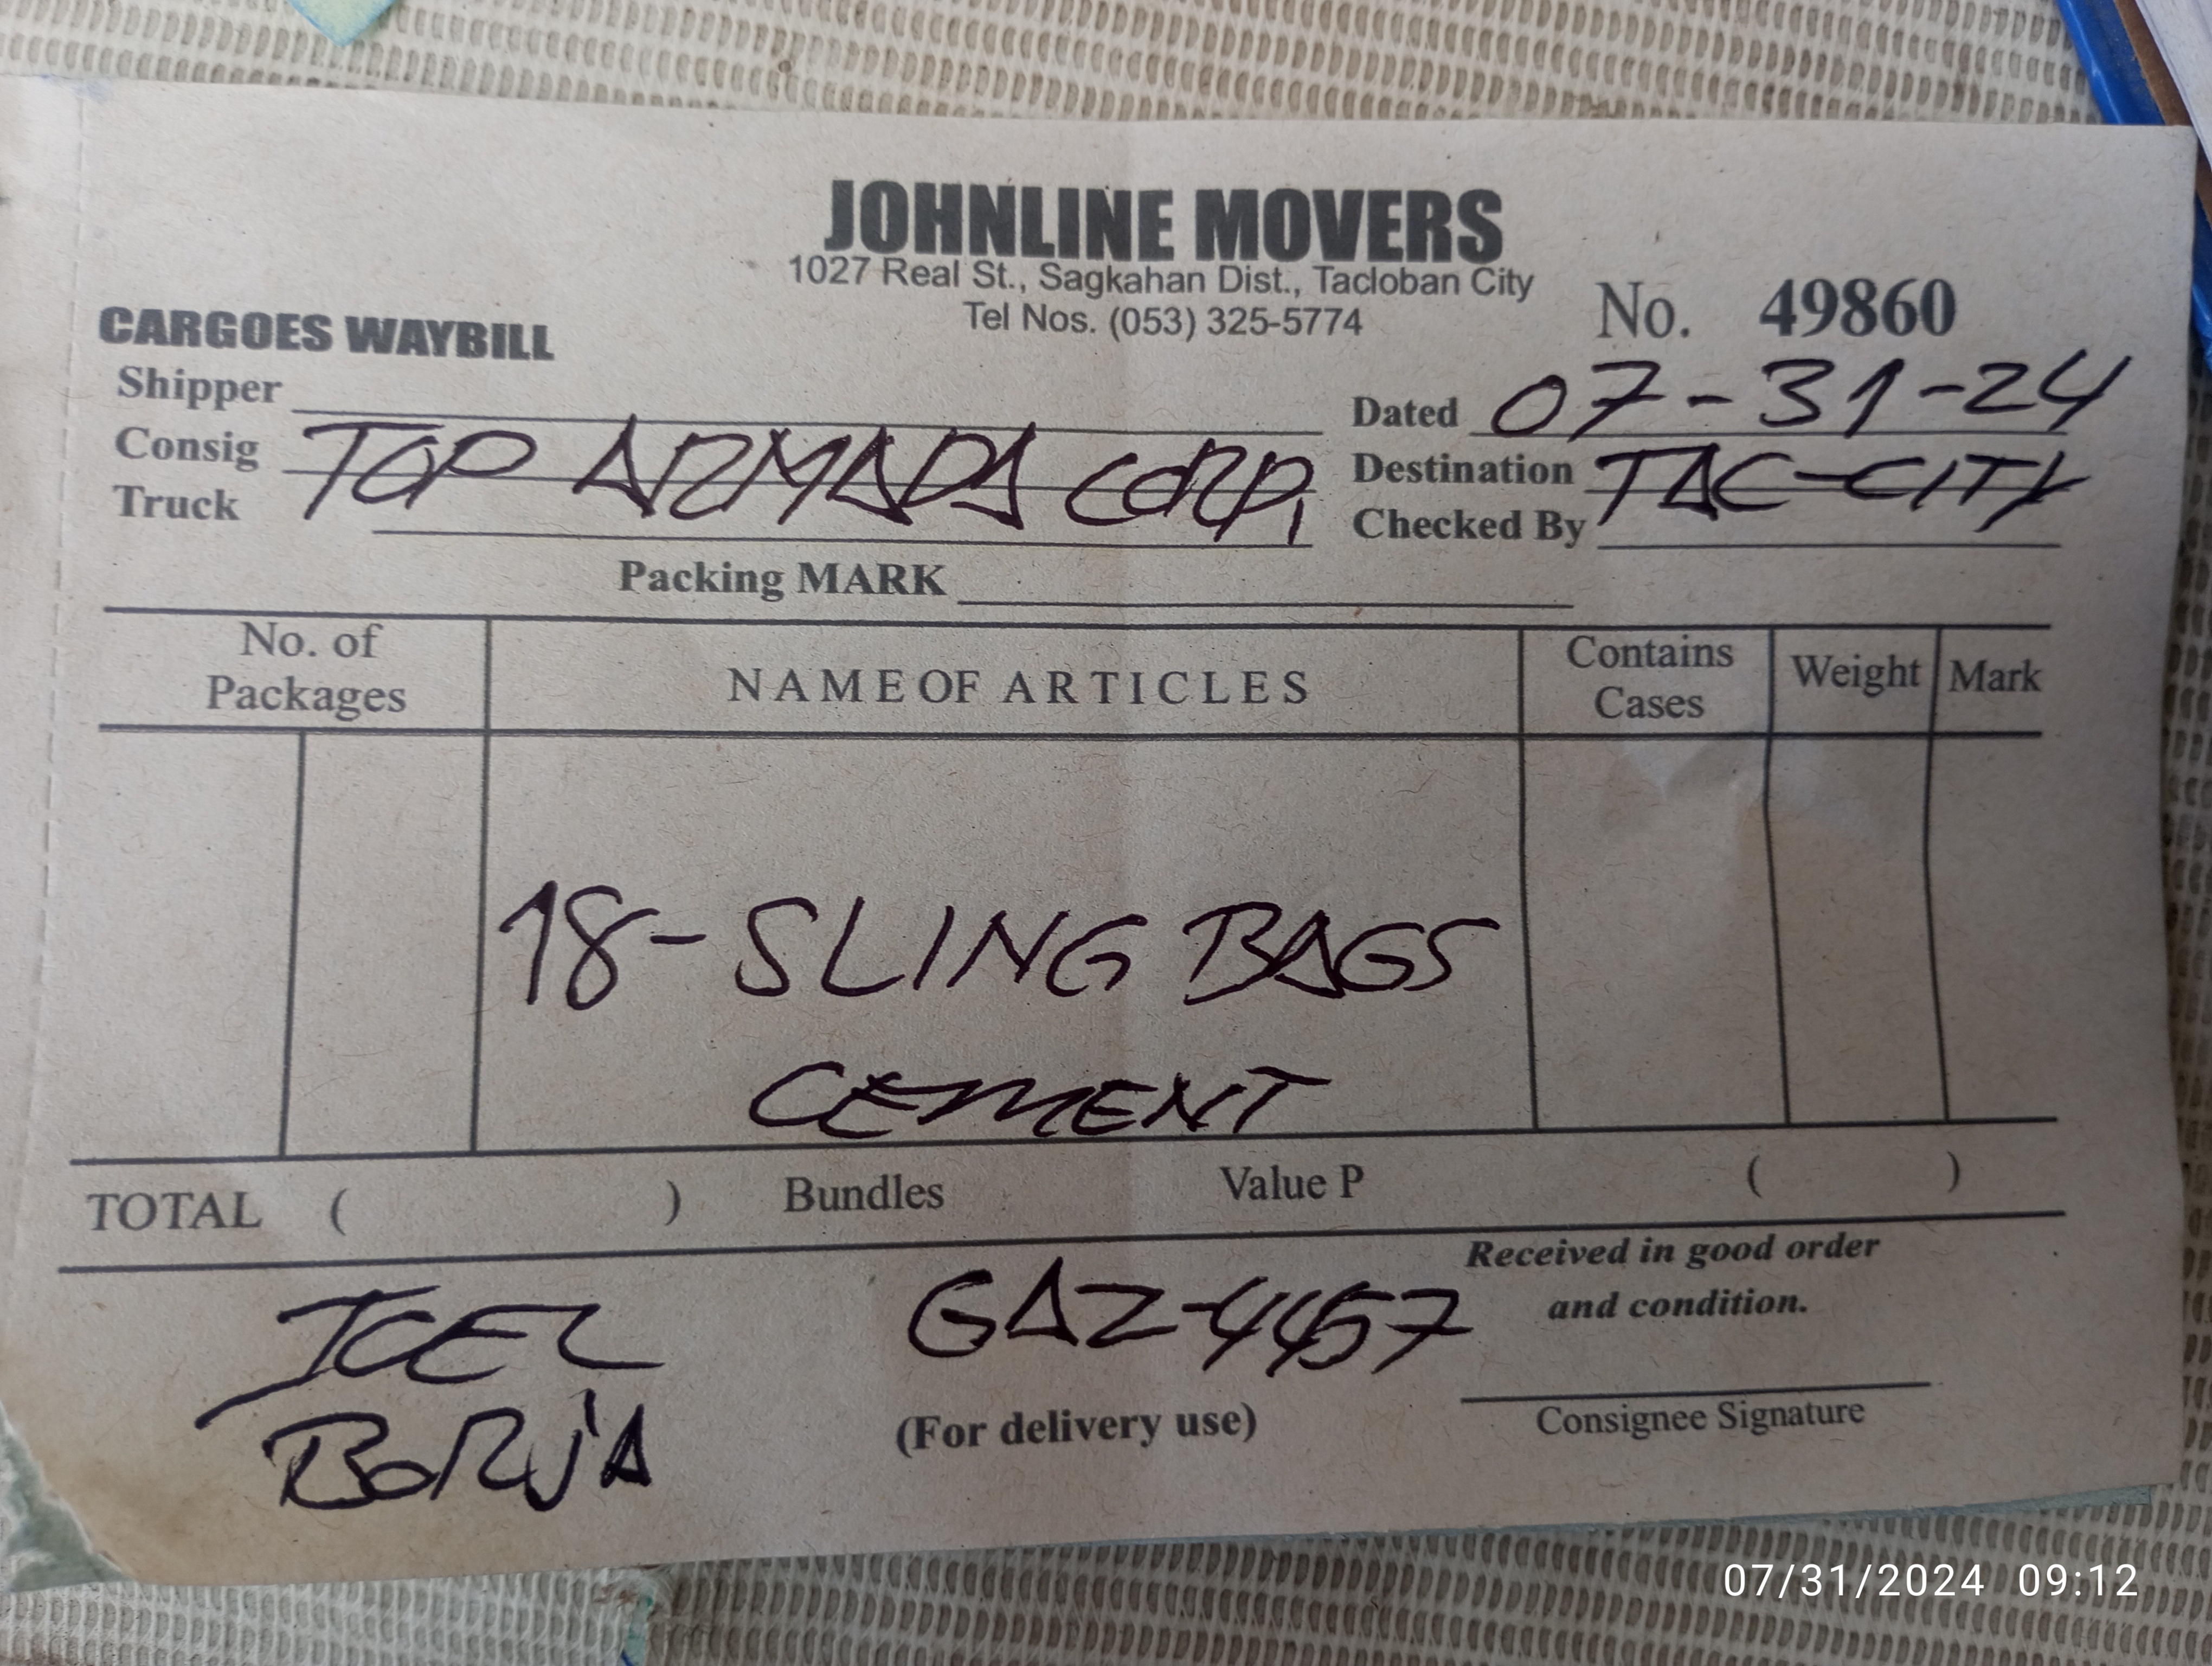 JOHNLINE MOVERS
1027 Real St., Sagkahan Dist., Tacloban City
Tel Nos. (053) 325-5774
No. 49860
CARGOES WAYBILL
Shipper
Dated 07-31-24
Consig TOP ARMADA CORP.
Destination TAC-CITY
Truck
Checked By
Packing MARK
No. of Packages
NAME OF ARTICLES
Contains Cases
Weight
Mark
18-SLING BAGS
CEMENT
TOTAL ( ) Bundles Value P ( )
Received in good order
and condition.
JOEL
BORJA
GAZ-4457
(For delivery use)
Consignee Signature
07/31/2024 09:12